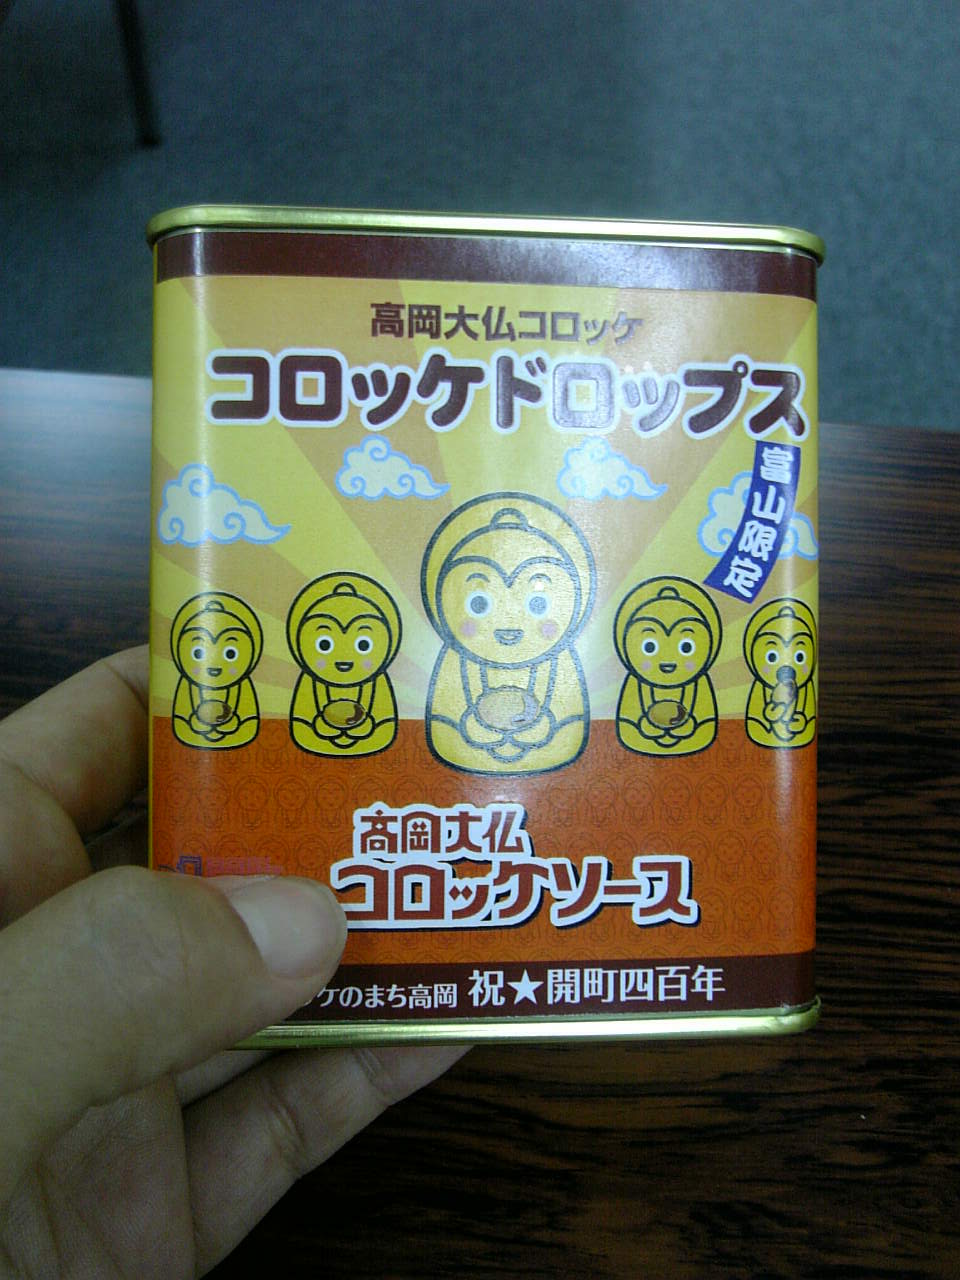 高岡大仏コロッケ
コロッケドロップス
富山限定
高岡大仏
コロッケソース
ッケのまち高岡 祝★開町四百年